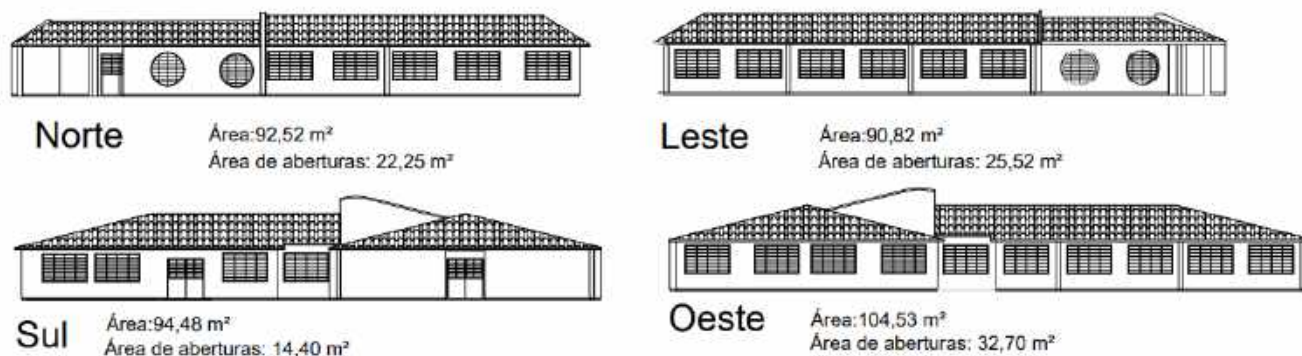 Norte
Área:92,52 m²
Área de aberturas: 22,25 m²
Leste
Área:90,82 m²
Área de aberturas: 25,52 m²
Sul
Área:94,48 m²
Área de aberturas: 14,40 m²
Oeste
Área:104,53 m²
Área de aberturas: 32,70 m²